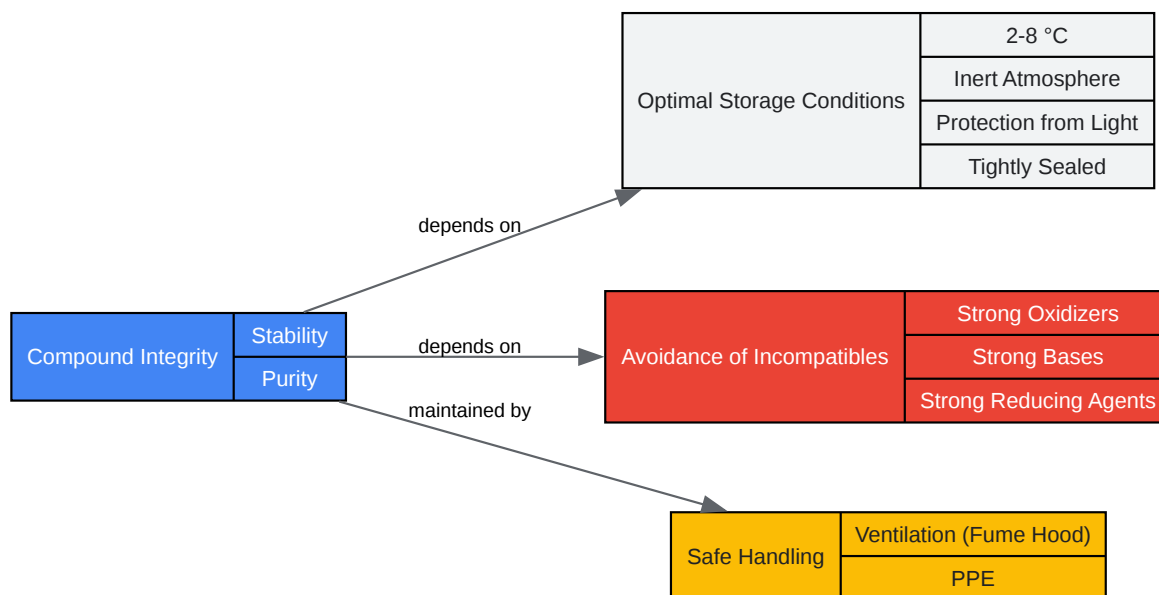 Optimal Storage Conditions
2-8 °C
Inert Atmosphere
Protection from Light
Tightly Sealed
depends on
Compound Integrity
Stability
Purity
depends on
maintained by
Avoidance of Incompatibles
Strong Oxidizers
Strong Bases
Strong Reducing Agents
Safe Handling
Ventilation (Fume Hood)
PPE